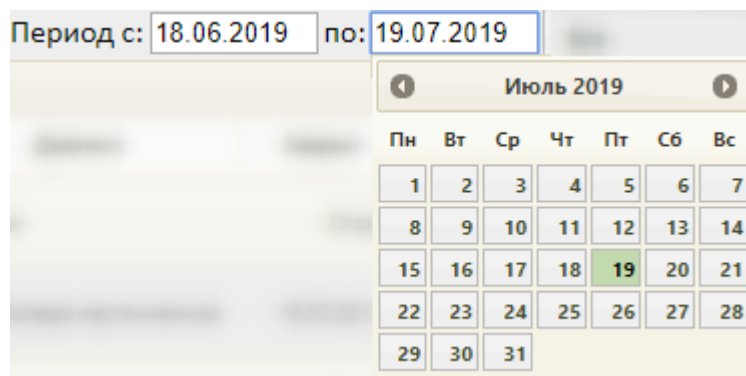 Период с: 18.06.2019 по: 19.07.2019
Июль 2019
Пн Вт Ср Чт Пт Сб Вс
1 2 3 4 5 6 7
8 9 10 11 12 13 14
15 16 17 18 19 20 21
22 23 24 25 26 27 28
29 30 31